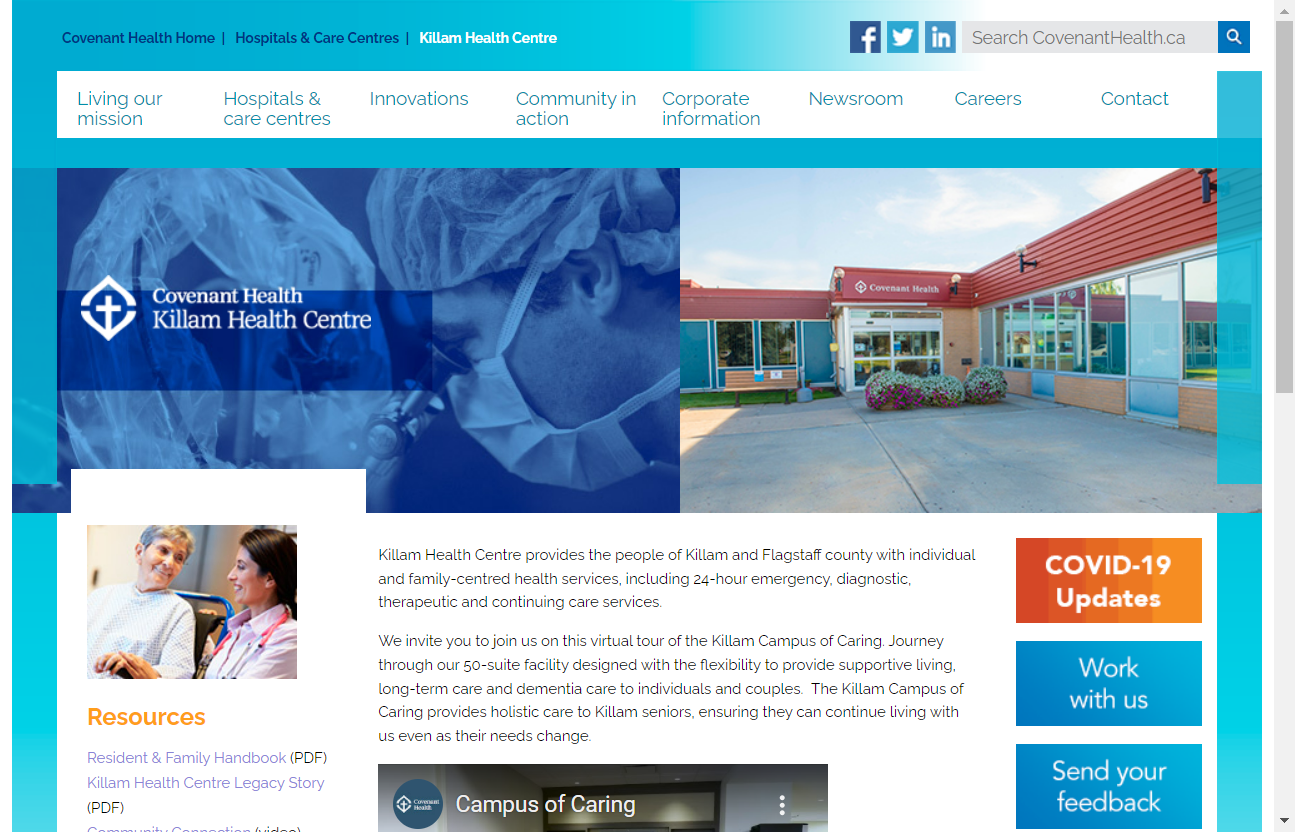 Covenant Health Home | Hospitals & Care Centres | Killam Health Centre
Search CovenantHealth.ca
Living our
mission
Hospitals &
care centres
Innovations
Community in
action
Corporate
information
Newsroom
Careers
Contact
Covenant Health
Killam Health Centre
Covenant Health
Resources
Resident & Family Handbook (PDF)
Killam Health Centre Legacy Story
(PDF)
Community Connection (video)
Killam Health Centre provides the people of Killam and Flagstaff county with individual
and family-centred health services, including 24-hour emergency, diagnostic,
therapeutic and continuing care services.
We invite you to join us on this virtual tour of the Killam Campus of Caring. Journey
through our 50-suite facility designed with the flexibility to provide supportive living,
long-term care and dementia care to individuals and couples.  The Killam Campus of
Caring provides holistic care to Killam seniors, ensuring they can continue living with
us even as their needs change.
Covenant
Health
Campus of Caring
COVID-19
Updates
Work
with us
Send your
feedback